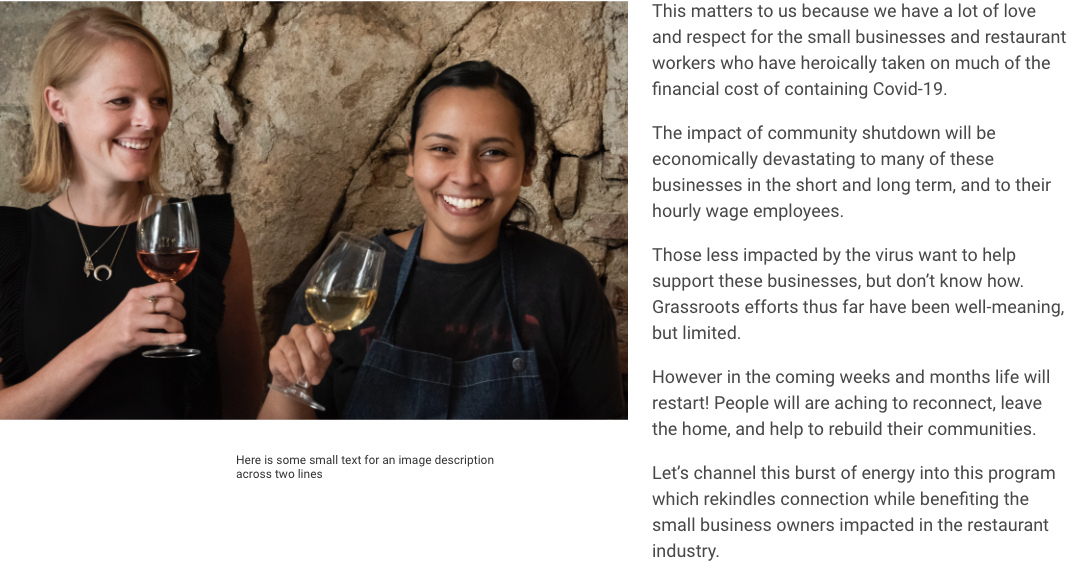 This matters to us because we have a lot of love
and respect for the small businesses and restaurant
workers who have heroically taken on much of the
financial cost of containing Covid-19.
The impact of community shutdown will be
economically devastating to many of these
businesses in the short and long term, and to their
hourly wage employees.
Those less impacted by the virus want to help
support these businesses, but don’t know how.
Grassroots efforts thus far have been well-meaning,
but limited.
However in the coming weeks and months life will
restart! People will are aching to reconnect, leave
the home, and help to rebuild their communities.
Let’s channel this burst of energy into this program
which rekindles connection while benefiting the
small business owners impacted in the restaurant
industry.
Here is some small text for an image description
across two lines